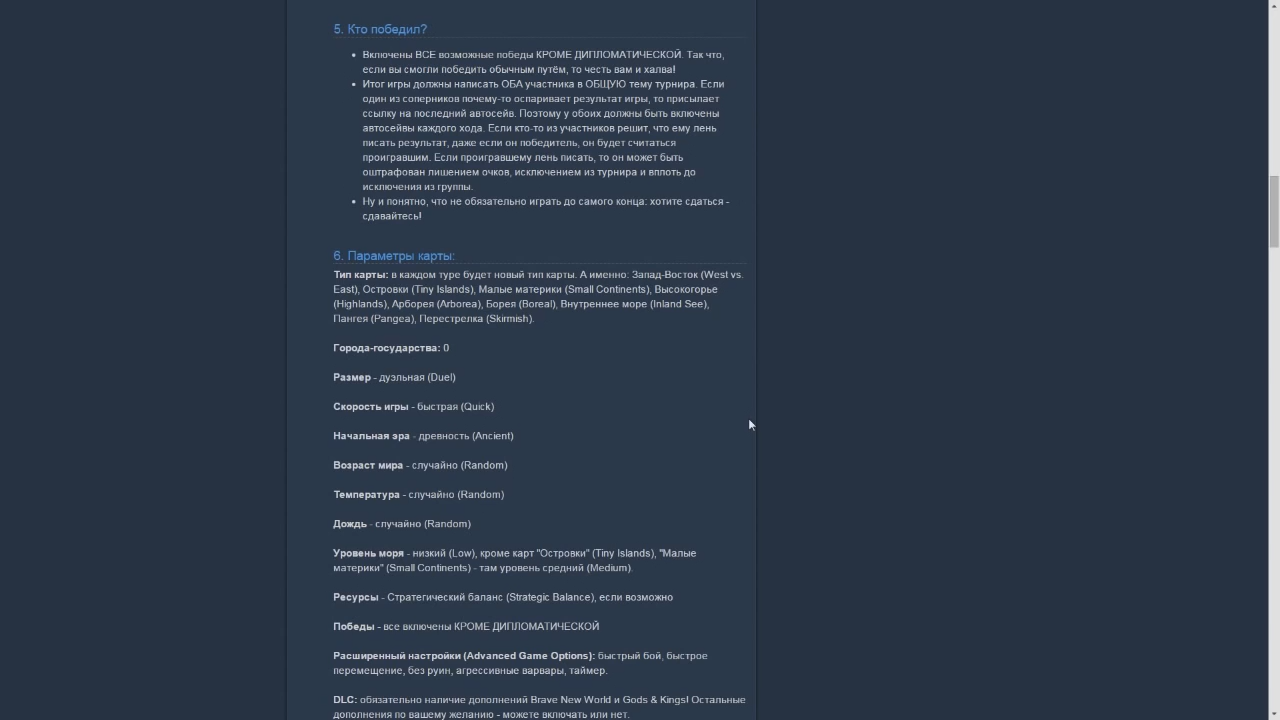 5. Кто победил?
Включены ВСЕ возможные победы КРОМЕ ДИПЛОМАТИЧЕСКОЙ. Так что,
если вы смогли победить обычным путём, то честь вам и халва!
Итог игры должны написать ОБА участника в ОБЩУЮ тему турнира. Если
один из соперников почему-то оспаривает результат игры, то присылает
ссылку на последний автосейв. Поэтому у обоих должны быть включены
автосейвы каждого хода. Если кто-то из участников решит, что ему лень
писать результат, даже если он победитель, он будет считаться
проигравшим. Если проигравшему лень писать, то он может быть
оштрафован лишением очков, исключением из турнира и вплоть до
исключения из группы.
Ну и понятно, что не обязательно играть до самого конца: хотите сдаться -
сдавайтесь!
6. Параметры карты:
Тип карты: в каждом туре будет новый тип карты. А именно: Запад-Восток (West vs.
East), Островки (Tiny Islands), Малые материки (Small Continents), Высокогорье
(Highlands), Арборея (Arborea), Борея (Boreal), Внутреннее море (Inland See),
Пангея (Pangea), Перестрелка (Skirmish).
Города-государства: 0
Размер - дуэльная (Duel)
Скорость игры - быстрая (Quick)
Начальная эра - древность (Ancient)
Возраст мира - случайно (Random)
Температура - случайно (Random)
Дождь - случайно (Random)
Уровень моря - низкий (Low), кроме карт "Островки" (Tiny Islands), "Малые
материки" (Small Continents) - там уровень средний (Medium).
Ресурсы - Стратегический баланс (Strategic Balance), если возможно
Победы - все включены КРОМЕ ДИПЛОМАТИЧЕСКОЙ
Расширенный настройки (Advanced Game Options): быстрый бой, быстрое
перемещение, без руин, агрессивные варвары, таймер.
DLC: обязательно наличие дополнений Brave New World и Gods & Kings! Остальные
дополнения по вашему желанию - можете включать или нет.